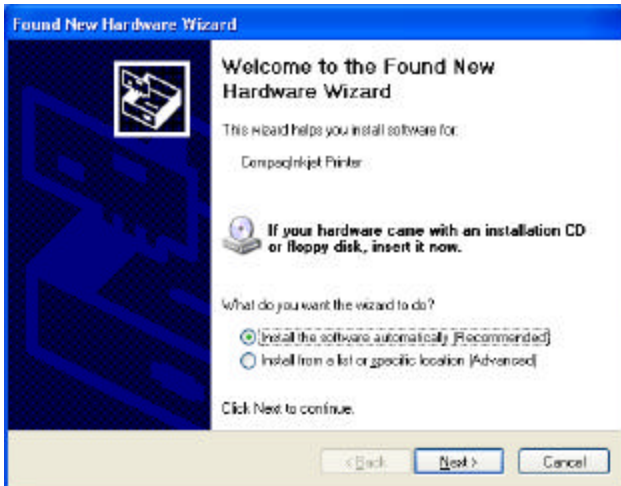 Found New Hardware Wizard
Welcome to the Found New
Hardware Wizard
This wizard helps you install software for:
CompaqInkjet Printer
If your hardware came with an installation CD
or floppy disk, insert it now.
What do you want the wizard to do?
Install the software automatically (Recommended)
Install from a list or specific location (Advanced)
Click Next to continue.
< Back
Next >
Cancel